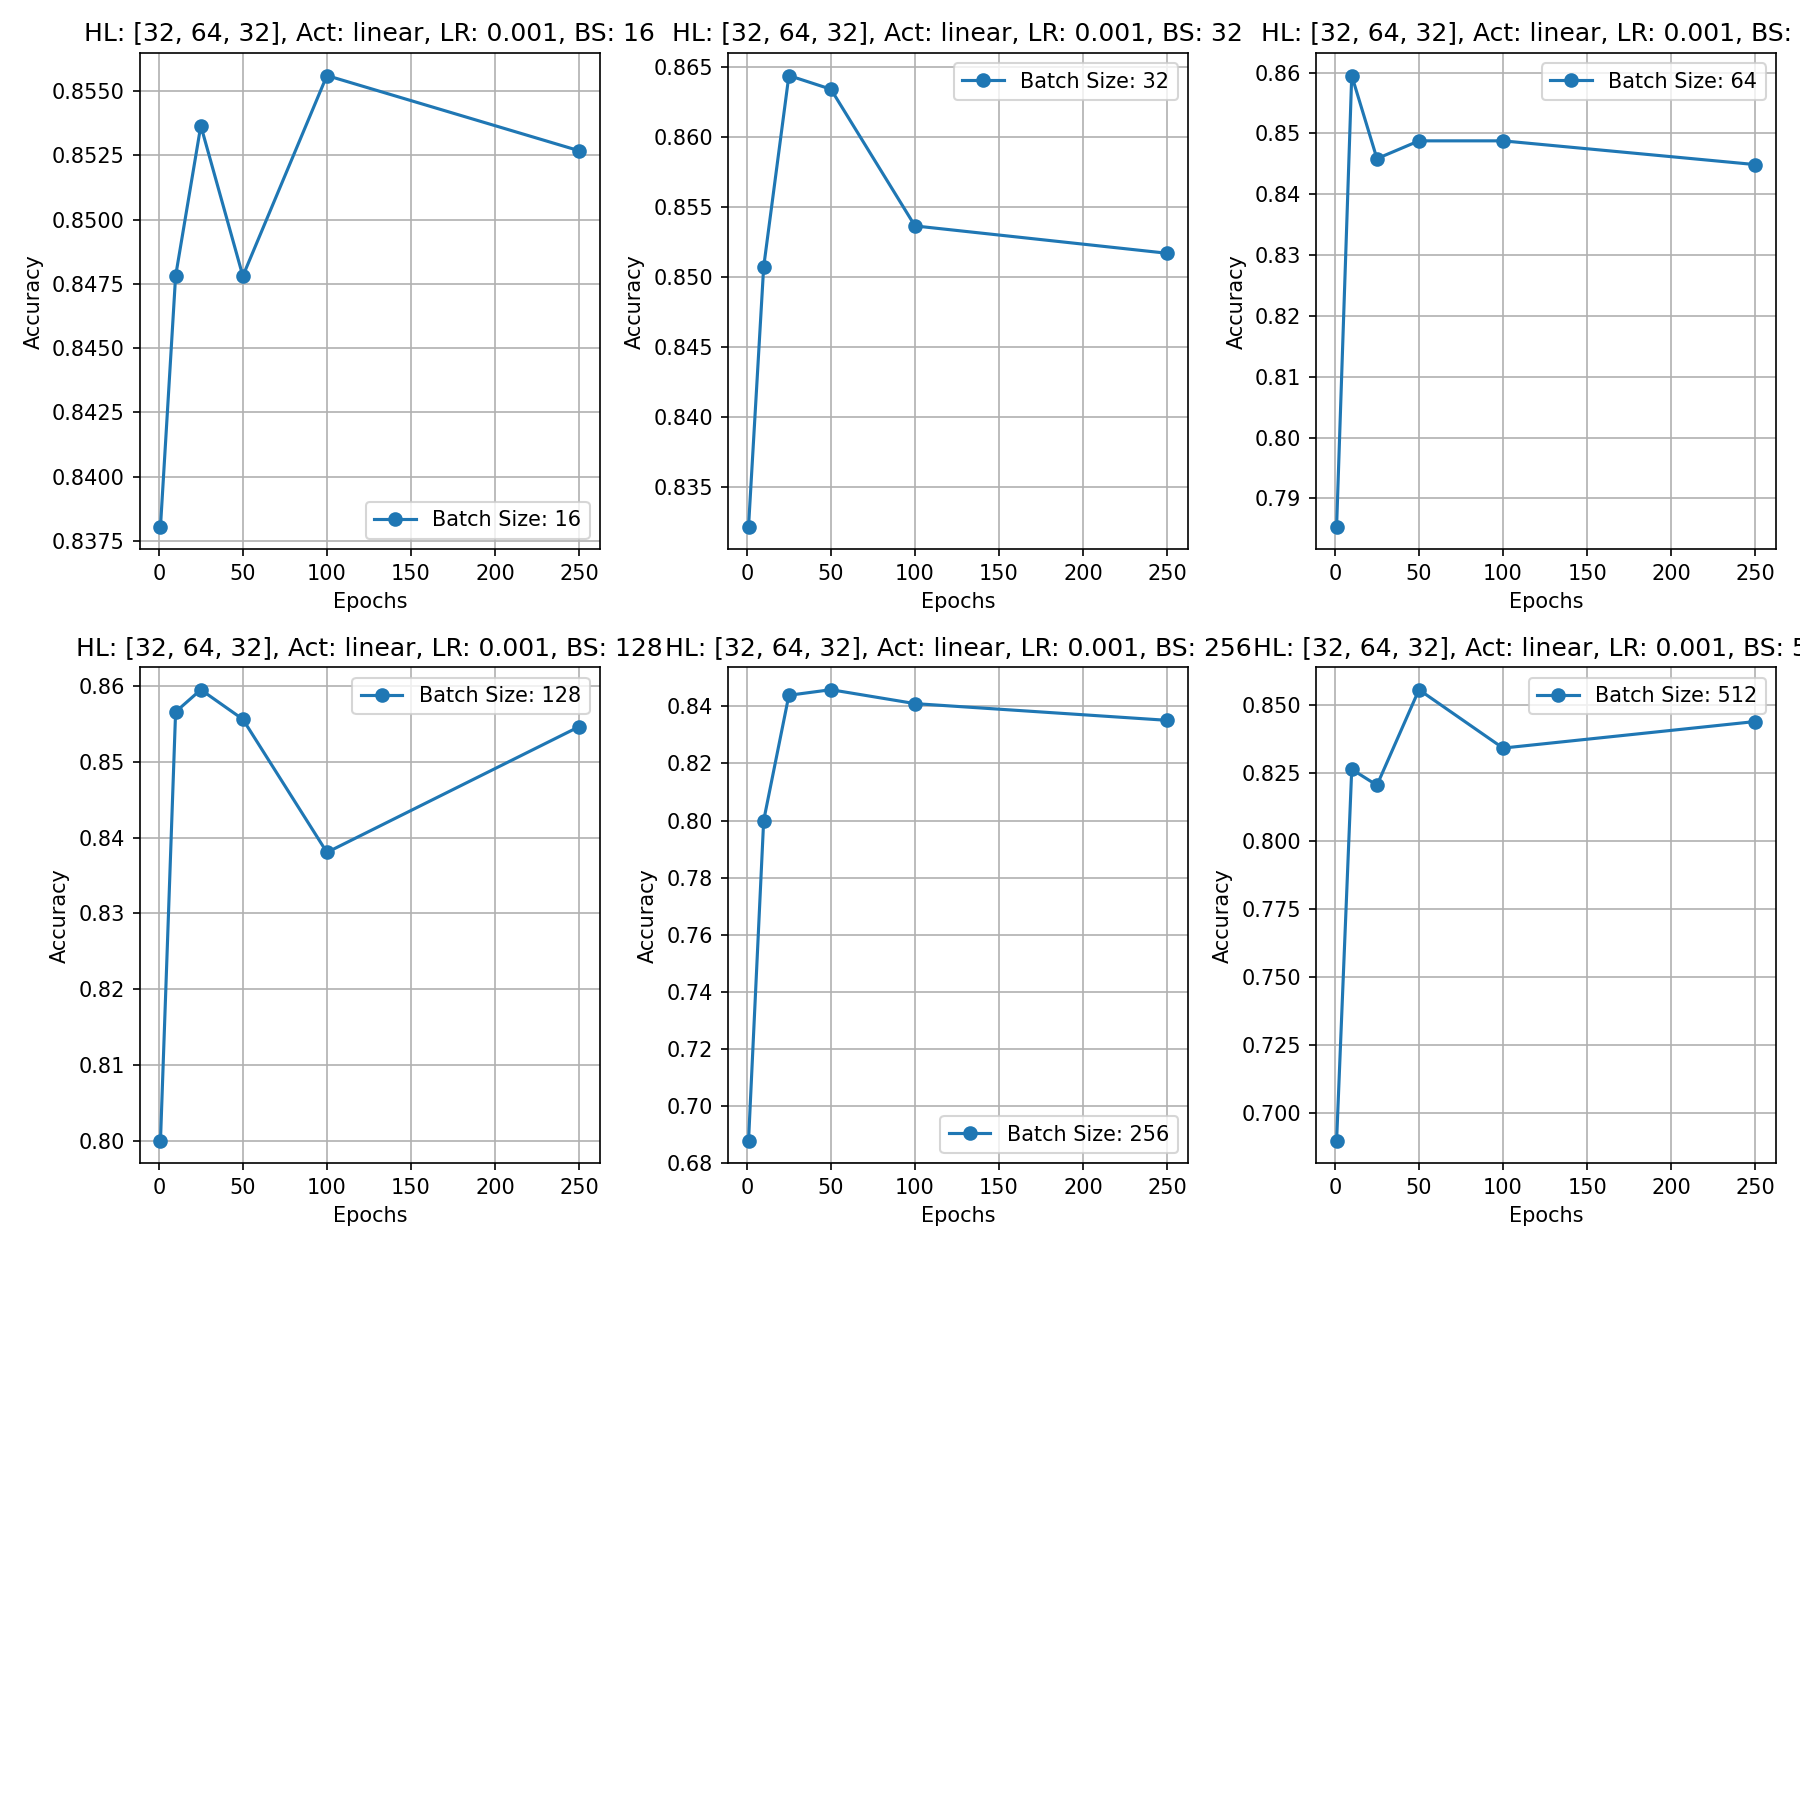 HL: [32, 64, 32], Act: linear, LR: 0.001, BS: 16
0.8550
0.8525
0.8500
0.8475
0.8450
0.8425
0.8400
0.8375
Accuracy
Batch Size: 16
0 50 100 150 200 250
Epochs
HL: [32, 64, 32], Act: linear, LR: 0.001, BS: 32
0.865
0.860
0.855
0.850
0.845
0.840
0.835
Accuracy
Batch Size: 32
0 50 100 150 200 250
Epochs
HL: [32, 64, 32], Act: linear, LR: 0.001, BS:
0.86
0.85
0.84
0.83
0.82
0.81
0.80
0.79
Accuracy
Batch Size: 64
0 50 100 150 200 250
Epochs
HL: [32, 64, 32], Act: linear, LR: 0.001, BS: 128
0.86
0.85
0.84
0.83
0.82
0.81
0.80
Accuracy
Batch Size: 128
0 50 100 150 200 250
Epochs
HL: [32, 64, 32], Act: linear, LR: 0.001, BS: 256
0.84
0.82
0.80
0.78
0.76
0.74
0.72
0.70
0.68
Accuracy
Batch Size: 256
0 50 100 150 200 250
Epochs
HL: [32, 64, 32], Act: linear, LR: 0.001, BS: 5
0.850
0.825
0.800
0.775
0.750
0.725
0.700
Accuracy
Batch Size: 512
0 50 100 150 200 250
Epochs